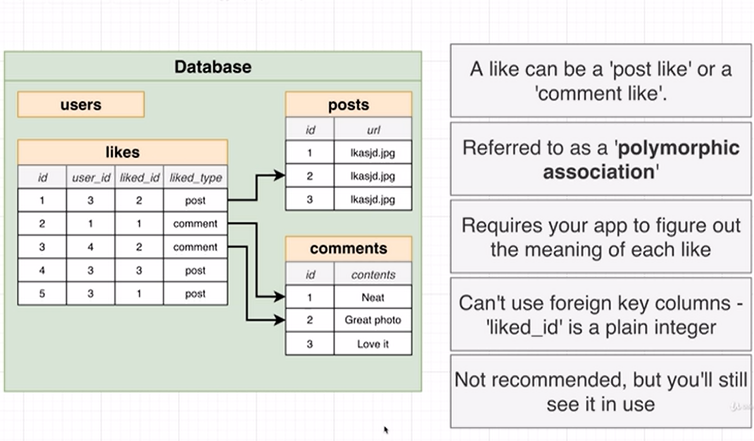 Database
users
likes
id user_id liked_id liked_type
1 3 2 post
2 1 1 comment
3 4 2 comment
4 3 3 post
5 3 1 post
posts
id url
1 lkasjd.jpg
2 lkasjd.jpg
3 lkasjd.jpg
comments
id contents
1 Neat
2 Great photo
3 Love it
A like can be a 'post like' or a
'comment like'.
Referred to as a 'polymorphic
association'
Requires your app to figure out
the meaning of each like
Can't use foreign key columns -
'liked_id' is a plain integer
Not recommended, but you'll still
see it in use